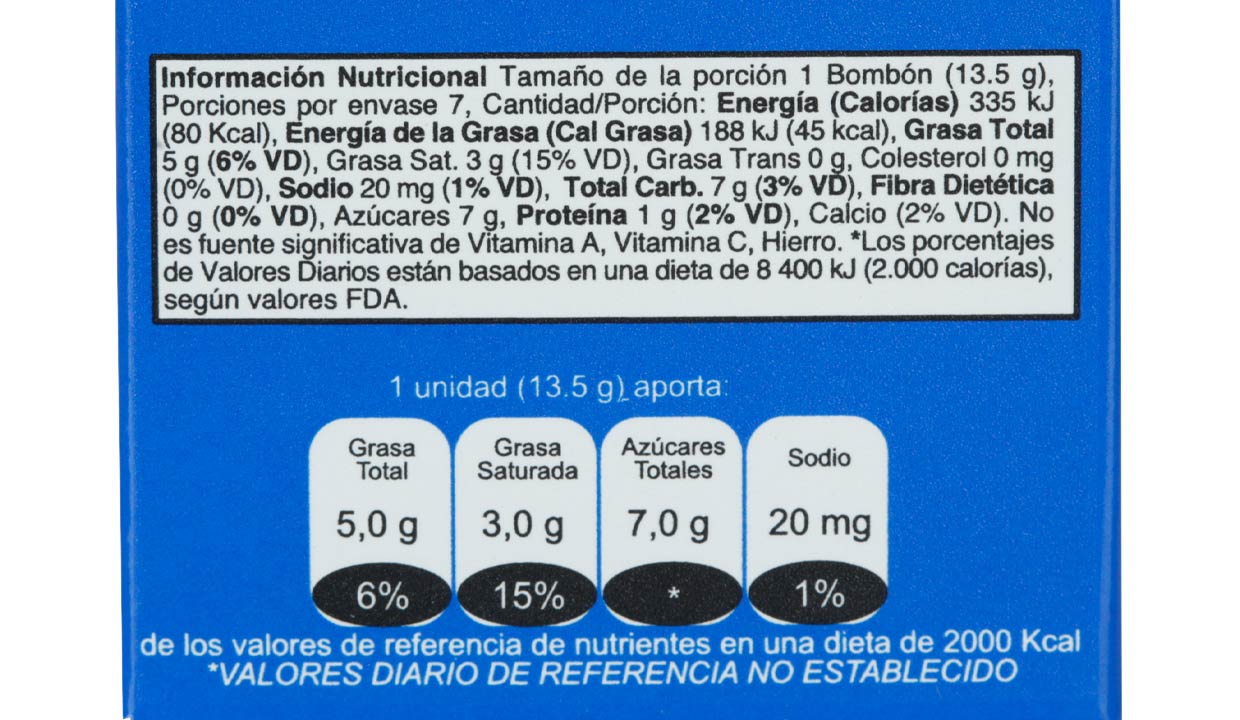 Información Nutricional Tamaño de la porción 1 Bombón (13.5 g),
Porciones por envase 7, Cantidad/Porción: Energía (Calorías) 335 kJ
(80 Kcal), Energía de la Grasa (Cal Grasa) 188 kJ (45 kcal), Grasa Total
5 g (6% VD), Grasa Sat. 3 g (15% VD), Grasa Trans 0 g, Colesterol 0 mg
(0% VD), Sodio 20 mg (1% VD), Total Carb. 7 g (3% VD), Fibra Dietética
0 g (0% VD), Azúcares 7 g, Proteína 1 g (2% VD), Calcio (2% VD). No
es fuente significativa de Vitamina A, Vitamina C, Hierro. *Los porcentajes
de Valores Diarios están basados en una dieta de 8 400 kJ (2.000 calorías),
según valores FDA.
1 unidad (13.5 g) aporta:
Grasa
Total
5,0 g
6%
Grasa
Saturada
3,0 g
15%
Azúcares
Totales
7,0 g
*
Sodio
20 mg
1%
de los valores de referencia de nutrientes en una dieta de 2000 Kcal
*VALORES DIARIO DE REFERENCIA NO ESTABLECIDO